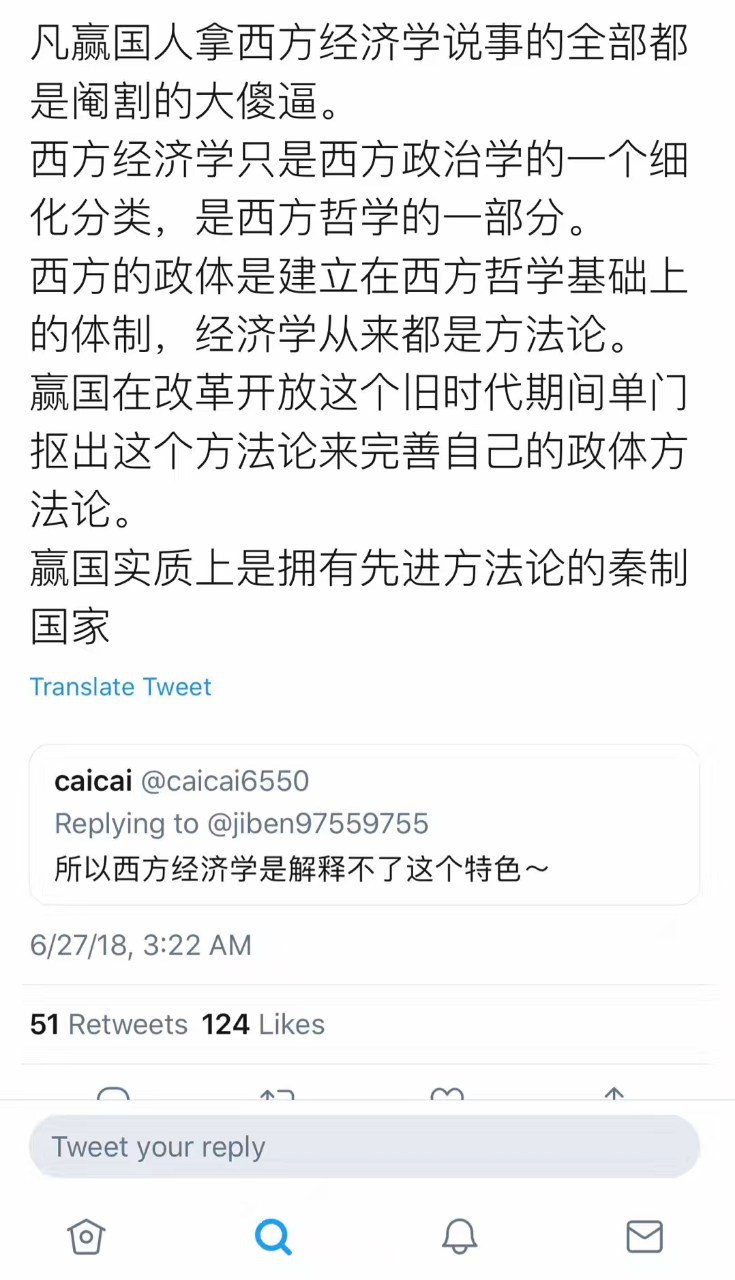 凡赢国人拿西方经济学说事的全部都
是阉割的大傻逼。
西方经济学只是西方政治学的一个细
化分类，是西方哲学的一部分。
西方的政体是建立在西方哲学基础上
的体制，经济学从来都是方法论。
赢国在改革开放这个旧时代期间单门
抠出这个方法论来完善自己的政体方
法论。
赢国实质上是拥有先进方法论的秦制
国家
Translate Tweet
caicai @caicai6550
Replying to @jiben97559755
所以西方经济学是解释不了这个特色～
6/27/18, 3:22 AM
51 Retweets 124 Likes
Tweet your reply